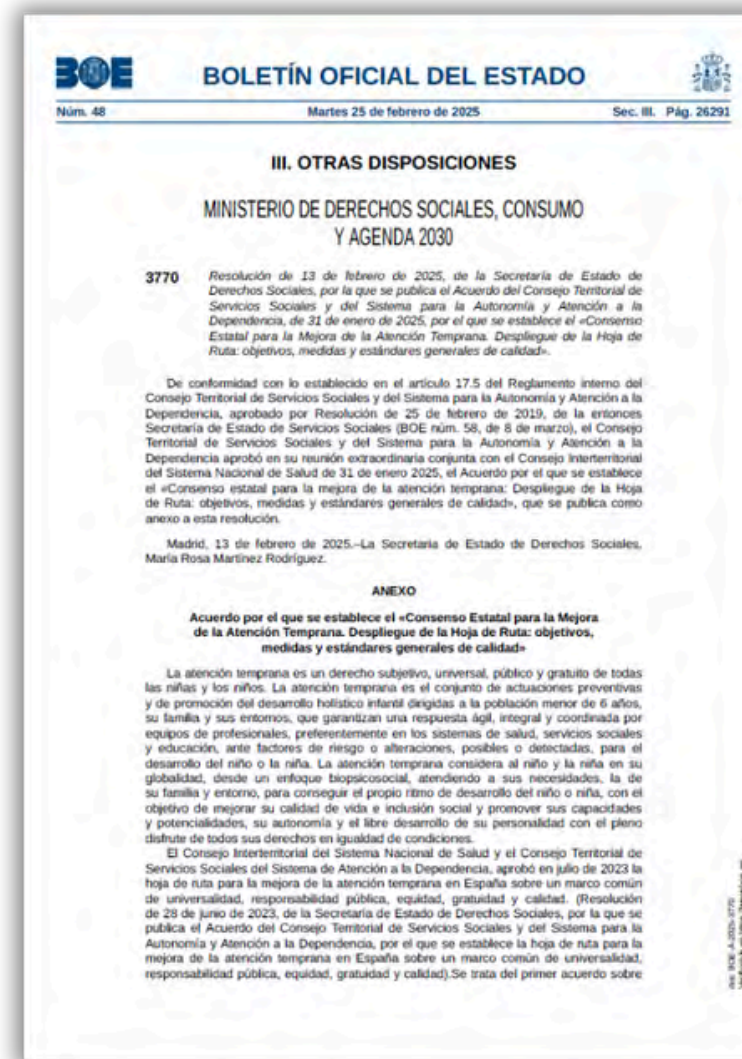 BOE
BOLETÍN OFICIAL DEL ESTADO
Núm. 48
Martes 25 de febrero de 2025
Sec. III. Pág. 26291
III. OTRAS DISPOSICIONES
MINISTERIO DE DERECHOS SOCIALES, CONSUMO
Y AGENDA 2030
3770
Resolución de 13 de febrero de 2025, de la Secretaría de Estado de
Derechos Sociales, por la que se publica el Acuerdo del Consejo Territorial de
Servicios Sociales y del Sistema para la Autonomía y Atención a la
Dependencia, de 31 de enero de 2025, por el que se establece el «Consenso
Estatal para la Mejora de la Atención Temprana. Despliegue de la Hoja de
Ruta: objetivos, medidas y estándares generales de calidad».
De conformidad con lo establecido en el artículo 17.5 del Reglamento interno del
Consejo Territorial de Servicios Sociales y del Sistema para la Autonomía y Atención a la
Dependencia, aprobado por Resolución de 25 de febrero de 2019, de la entonces
Secretaría de Estado de Servicios Sociales (BOE núm. 58, de 8 de marzo), el Consejo
Territorial de Servicios Sociales y del Sistema para la Autonomía y Atención a la
Dependencia aprobó en su reunión extraordinaria conjunta con el Consejo Interterritorial
del Sistema Nacional de Salud de 31 de enero 2025, el Acuerdo por el que se establece
el «Consenso estatal para la mejora de la atención temprana: Despliegue de la Hoja
de Ruta: objetivos, medidas y estándares generales de calidad», que se publica como
anexo a esta resolución.
Madrid, 13 de febrero de 2025.–La Secretaria de Estado de Derechos Sociales,
María Rosa Martínez Rodríguez.
ANEXO
Acuerdo por el que se establece el «Consenso Estatal para la Mejora
de la Atención Temprana. Despliegue de la Hoja de Ruta: objetivos,
medidas y estándares generales de calidad»
La atención temprana es un derecho subjetivo, universal, público y gratuito de todas
las niñas y los niños. La atención temprana es el conjunto de actuaciones preventivas
y de promoción del desarrollo holístico infantil dirigidas a la población menor de 6 años,
su familia y sus entornos, que garantizan una respuesta ágil, integral y coordinada por
equipos de profesionales, preferentemente en los sistemas de salud, servicios sociales
y educación, ante factores de riesgo o alteraciones, posibles o detectadas, para el
desarrollo del niño o la niña. La atención temprana considera al niño y la niña en su
globalidad, desde un enfoque biopsicosocial, atendiendo a sus necesidades, la de
su familia y entorno, para conseguir el propio ritmo de desarrollo del niño o niña, con el
objetivo de mejorar su calidad de vida e inclusión social y promover sus capacidades
y potencialidades, su autonomía y el libre desarrollo de su personalidad con el pleno
disfrute de todos sus derechos en igualdad de condiciones.
El Consejo Interterritorial del Sistema Nacional de Salud y el Consejo Territorial de
Servicios Sociales del Sistema de Atención a la Dependencia, aprobó en julio de 2023 la
hoja de ruta para la mejora de la atención temprana en España sobre un marco común
de universalidad, responsabilidad pública, equidad, gratuidad y calidad. (Resolución
de 28 de junio de 2023, de la Secretaría de Estado de Derechos Sociales, por la que se
publica el Acuerdo del Consejo Territorial de Servicios Sociales y del Sistema para la
Autonomía y Atención a la Dependencia, por el que se establece la hoja de ruta para la
mejora de la atención temprana en España sobre un marco común de universalidad,
responsabilidad pública, equidad, gratuidad y calidad).Se trata del primer acuerdo sobre
cve: BOE-A-2025-3770